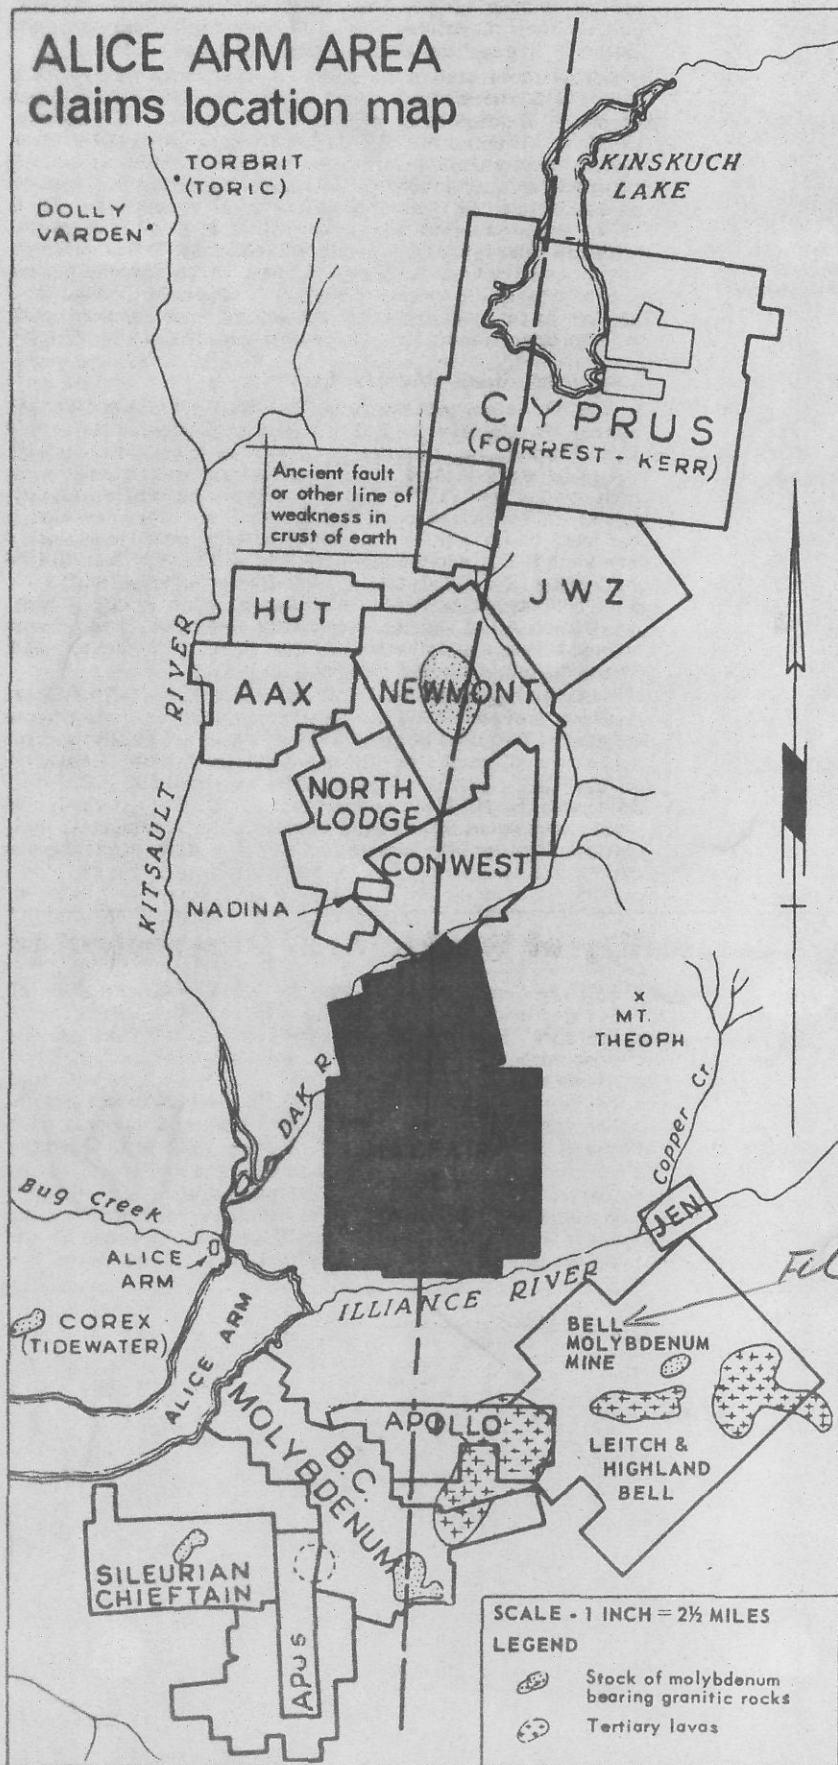 ALICE ARM AREA
claims location map
TORBRIT
(TORIC)
DOLLY
VARDEN
KINSKUCH
LAKE
CYPRUS
(FORREST - KERR)
Ancient fault
or other line of
weakness in
crust of earth
HUT
JWZ
AAX
NEWMONT
KITSAULT RIVER
NORTH
LODGE
CONWEST
NADINA
x
MT.
THEOPH
DAK R.
Copper Cr
Bug Creek
JEN
ALICE
ARM
ILLIANCE RIVER
COREX
(TIDEWATER)
ALICE ARM
BELL
MOLYBDENUM
MINE
APOLLO
B.C.
MOLYBDENUM
LEITCH &
HIGHLAND
BELL
SILEURIAN
CHIEFTAIN
APUS
SCALE - 1 INCH = 2½ MILES
LEGEND
Stock of molybdenum
bearing granitic rocks
Tertiary lavas